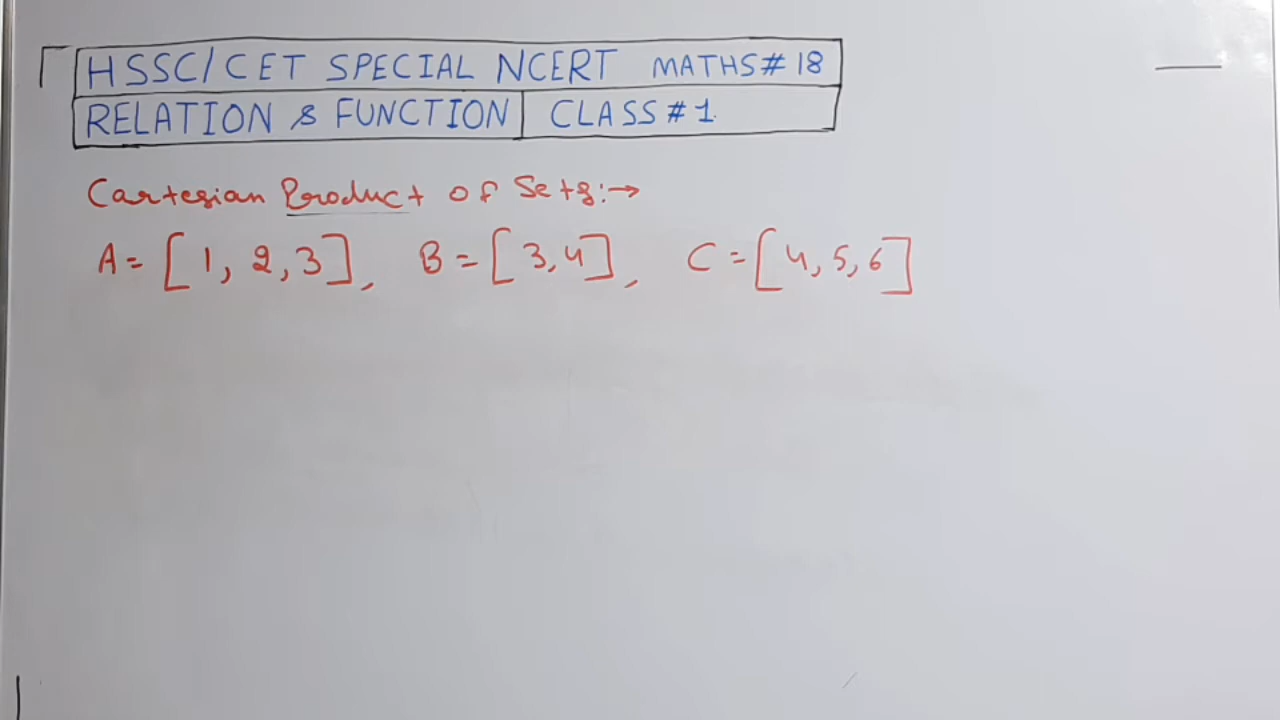 HSSC/CET SPECIAL NCERT MATHS#18
RELATION & FUNCTION CLASS#1.
Cartesian Product of Sets:→
A=[1,2,3], B=[3,4], C=[4,5,6]